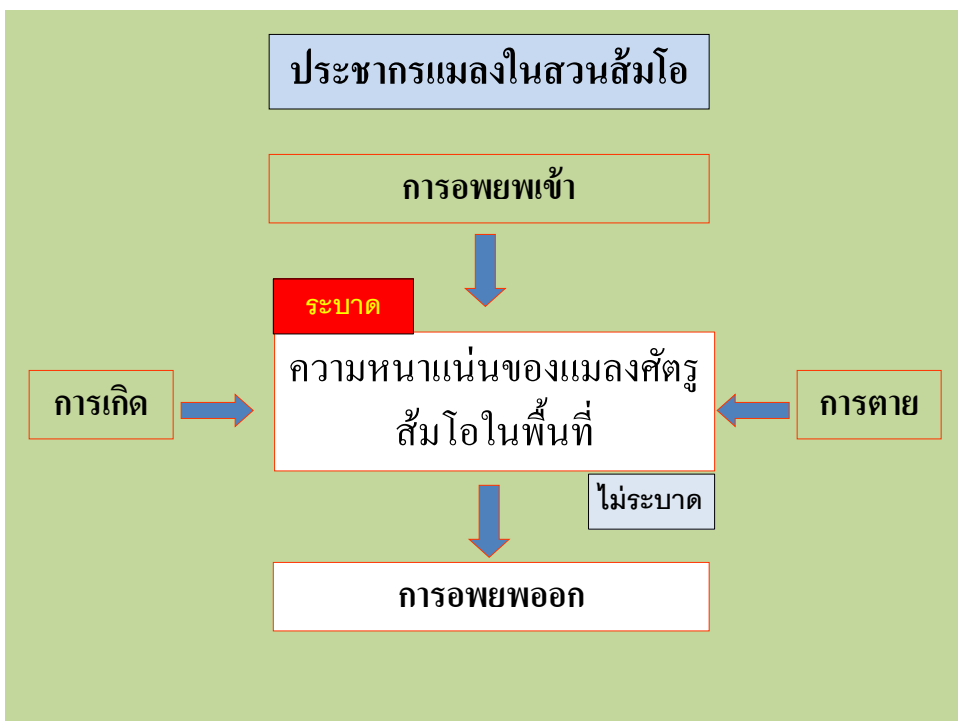 ประชากรแมลงในสวนส้มโอ
การอพยพเข้า
ระบาด
ความหนาแน่นของแมลงศัตรู
ส้มโอในพื้นที่
การเกิด
การตาย
ไม่ระบาด
การอพยพออก